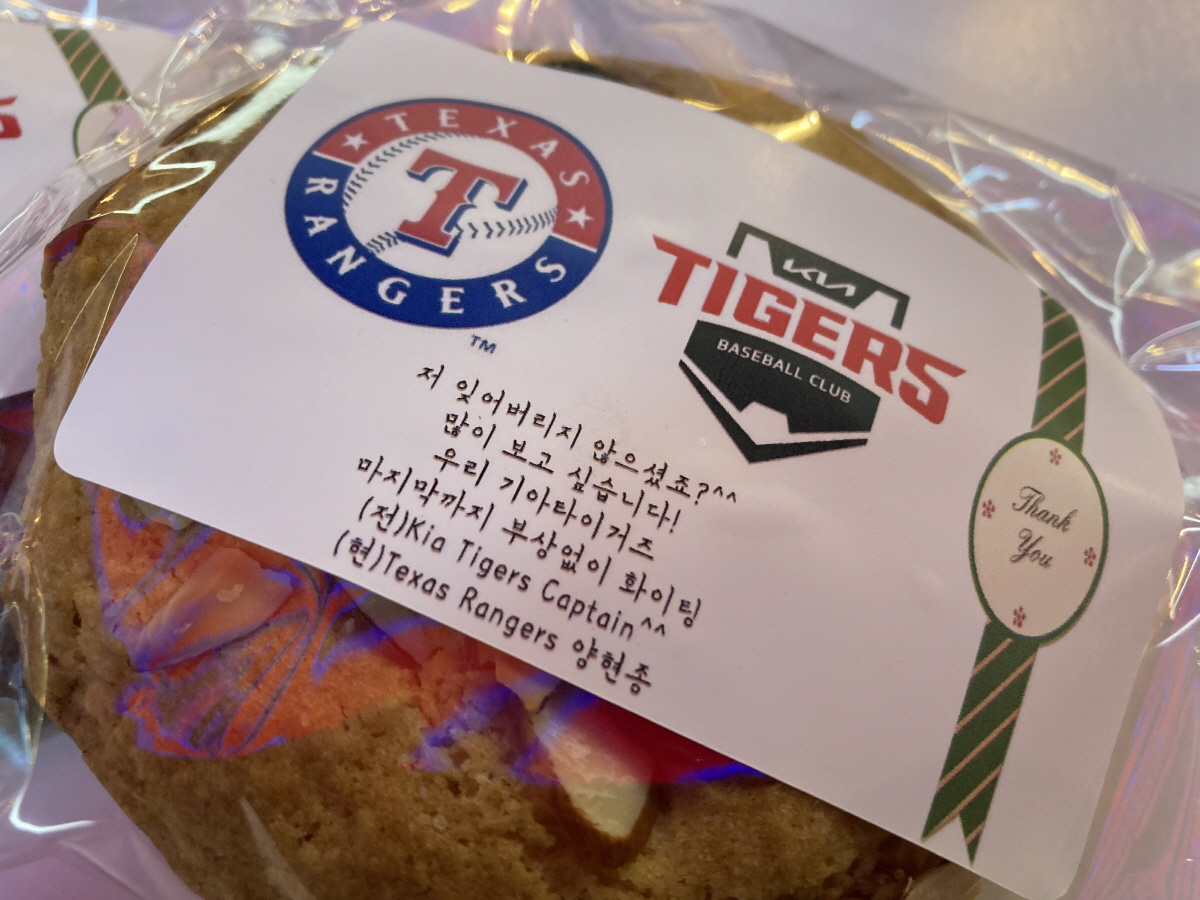 TEXAS
RANGERS
T
TM
KIA
TIGERS
BASEBALL CLUB
저 잊어버리지 않으셨죠?^^
많이 보고 싶습니다!
우리 기아타이거즈
마지막까지 부상없이 화이팅
(전)Kia Tigers Captain^^
(현)Texas Rangers 양현종
Thank
You